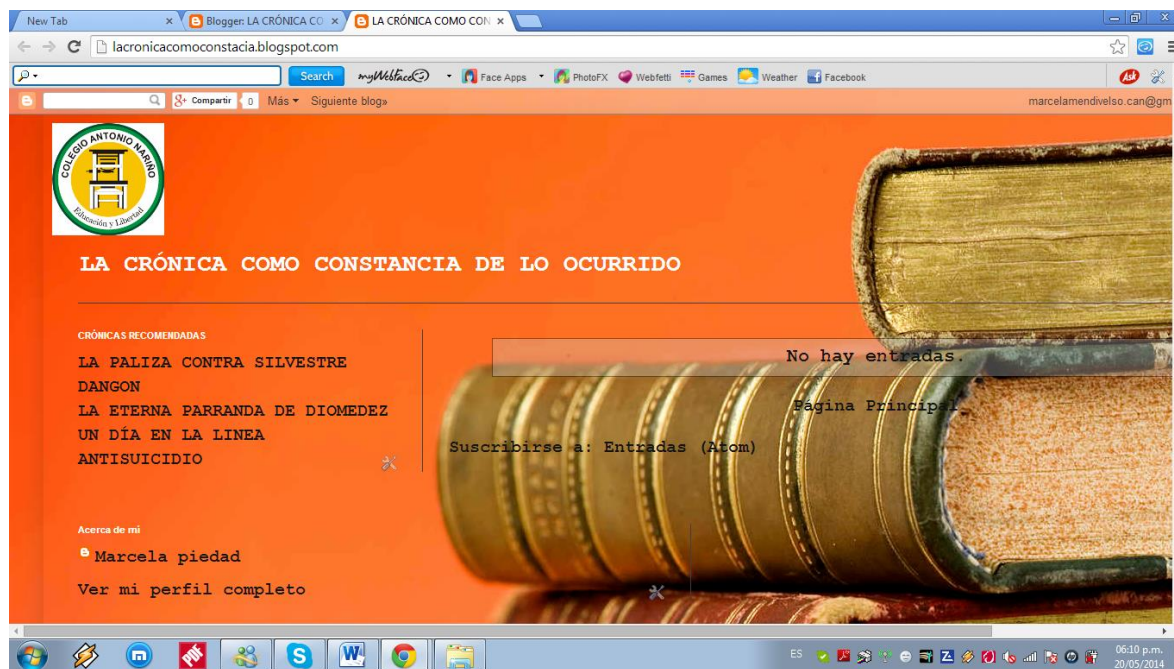 New Tab
Blogger: LA CRÓNICA CO
LA CRÓNICA COMO CON
lacronicacomoconstacia.blogspot.com
Search myWebface Face Apps PhotoFX Webfetti Games Weather Facebook Ask
Compartir 0 Más Siguiente blog»
marcelamendivelso.can@gm
COLEGIO ANTONIO NARIÑO
Educación y Libertad
LA CRÓNICA COMO CONSTANCIA DE LO OCURRIDO
CRÓNICAS RECOMENDADAS
LA PALIZA CONTRA SILVESTRE
DANGON
LA ETERNA PARRANDA DE DIOMEDEZ
UN DÍA EN LA LINEA
ANTISUICIDIO
No hay entradas.
Página Principal
Suscribirse a: Entradas (Atom)
Acerca de mi
Marcela piedad
Ver mi perfil completo
ES
06:10 p.m.
20/05/2014